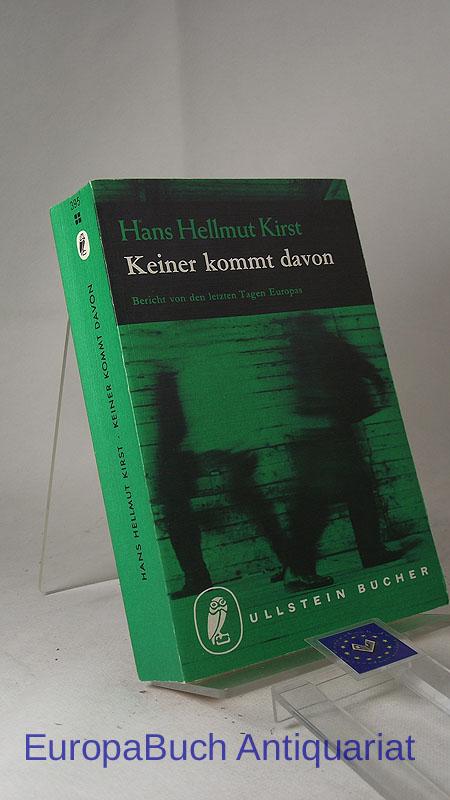 395
HANS HELLMUT KIRST · KEINER KOMMT DAVON
Hans Hellmut Kirst
Keiner kommt davon
Bericht von den letzten Tagen Europas
ULLSTEIN BÜCHER
EuropaBuch Antiquariat